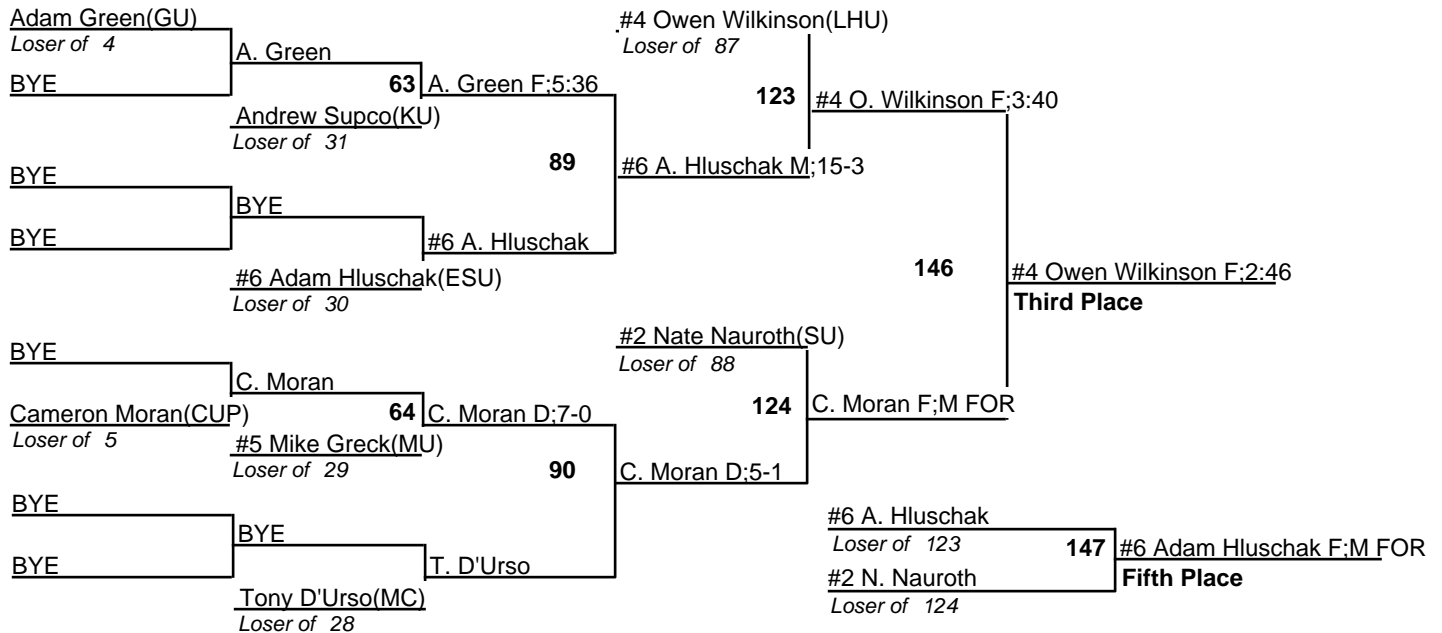 Adam Green(GU)
Loser of 4
A. Green
BYE
63
A. Green F;5:36
Andrew Supco(KU)
Loser of 31
89
BYE
BYE
BYE
#6 A. Hluschak
#6 Adam Hluschak(ESU)
Loser of 30
#4 Owen Wilkinson(LHU)
Loser of 87
123
#4 O. Wilkinson F;3:40
#6 A. Hluschak M;15-3
146
#4 Owen Wilkinson F;2:46
Third Place
BYE
C. Moran
Cameron Moran(CUP)
Loser of 5
64
C. Moran D;7-0
#5 Mike Greck(MU)
Loser of 29
90
BYE
BYE
BYE
T. D'Urso
Tony D'Urso(MC)
Loser of 28
#2 Nate Nauroth(SU)
Loser of 88
124
C. Moran F;M FOR
C. Moran D;5-1
#6 A. Hluschak
Loser of 123
147
#6 Adam Hluschak F;M FOR
Fifth Place
#2 N. Nauroth
Loser of 124